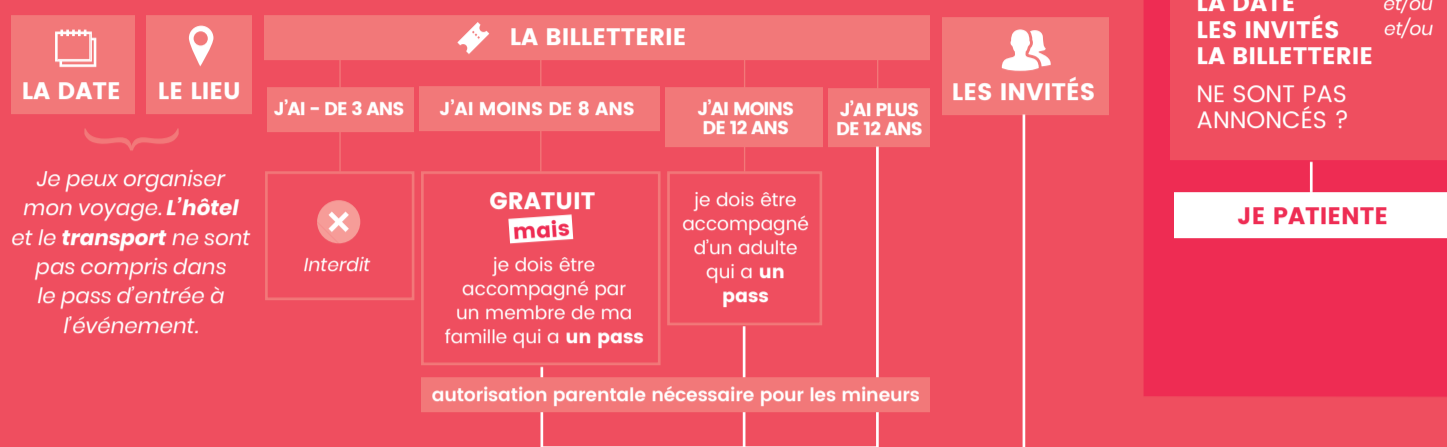 LA DATE
LE LIEU
Je peux organiser
mon voyage. L'hôtel
et le transport ne sont
pas compris dans
le pass d'entrée à
l'événement.
LA BILLETTERIE
J'AI - DE 3 ANS
Interdit
J'AI MOINS DE 8 ANS
GRATUIT
mais
je dois être
accompagné par
un membre de ma
famille qui a un pass
J'AI MOINS
DE 12 ANS
je dois être
accompagné
d'un adulte
qui a un
pass
J'AI PLUS
DE 12 ANS
autorisation parentale nécessaire pour les mineurs
LES INVITÉS
LA DATE et/ou
LES INVITÉS et/ou
LA BILLETTERIE
NE SONT PAS
ANNONCÉS ?
JE PATIENTE